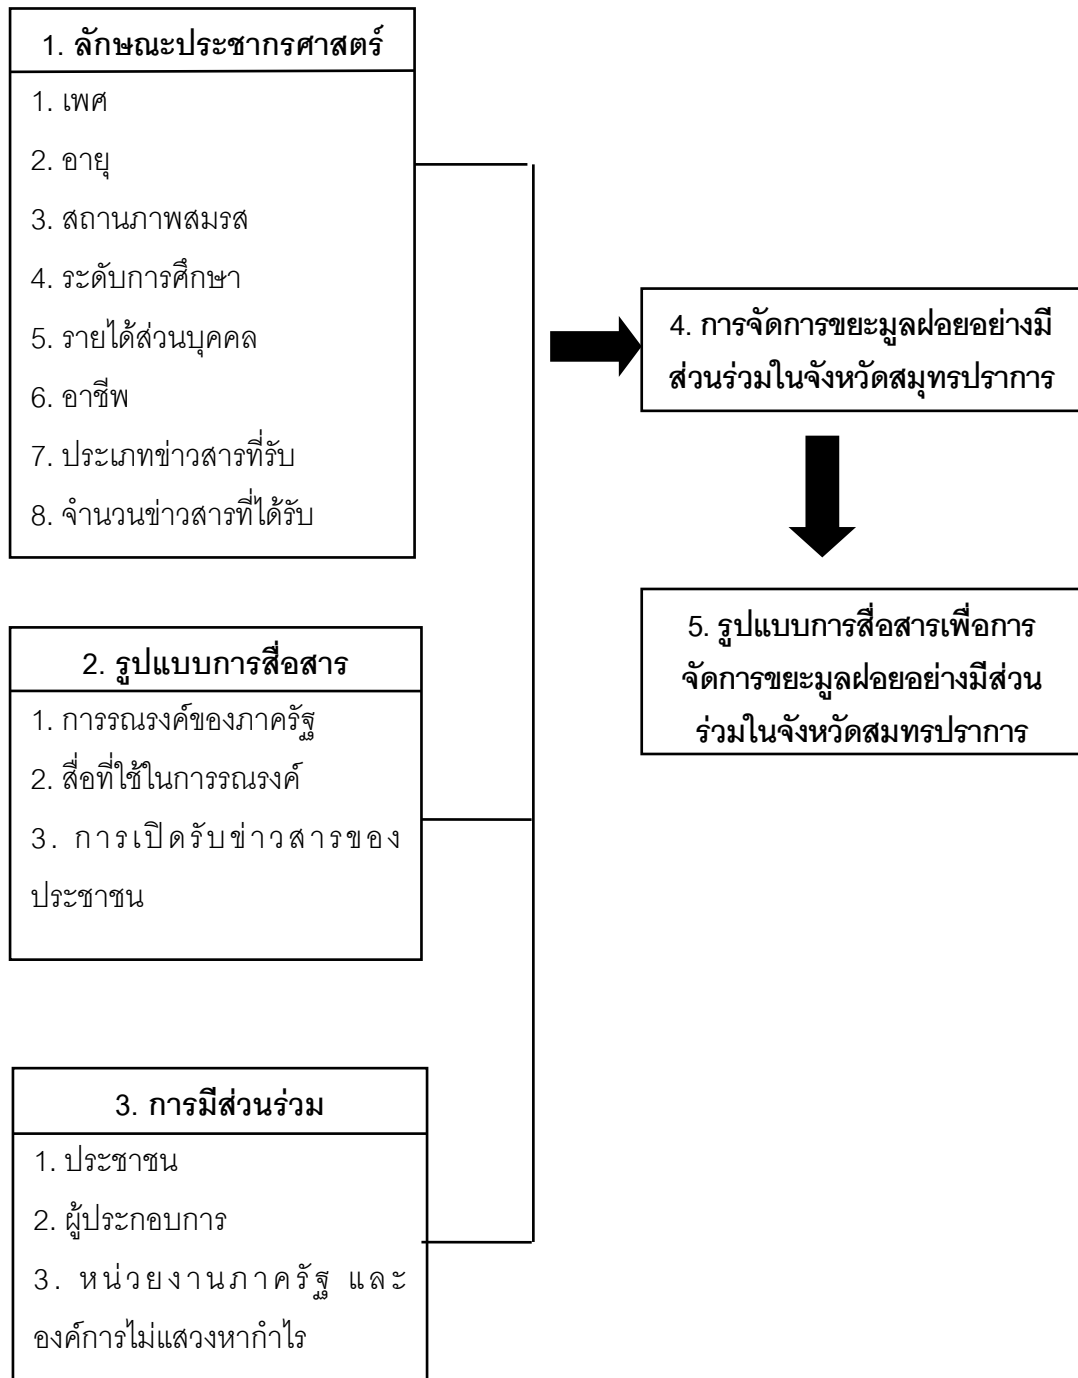 1. ลักษณะประชากรศาสตร์
1. เพศ
2. อายุ
3. สถานภาพสมรส
4. ระดับการศึกษา
5. รายได้ส่วนบุคคล
6. อาชีพ
7. ประเภทข่าวสารที่รับ
8. จำนวนข่าวสารที่ได้รับ
2. รูปแบบการสื่อสาร
1. การรณรงค์ของภาครัฐ
2. สื่อที่ใช้ในการรณรงค์
3. การเปิดรับข่าวสารของ
ประชาชน
3. การมีส่วนร่วม
1. ประชาชน
2. ผู้ประกอบการ
3. หน่วยงานภาครัฐ และ
องค์การไม่แสวงหากำไร
4. การจัดการขยะมูลฝอยอย่างมี
ส่วนร่วมในจังหวัดสมุทรปราการ
5. รูปแบบการสื่อสารเพื่อการ
จัดการขยะมูลฝอยอย่างมีส่วน
ร่วมในจังหวัดสมทรปราการ